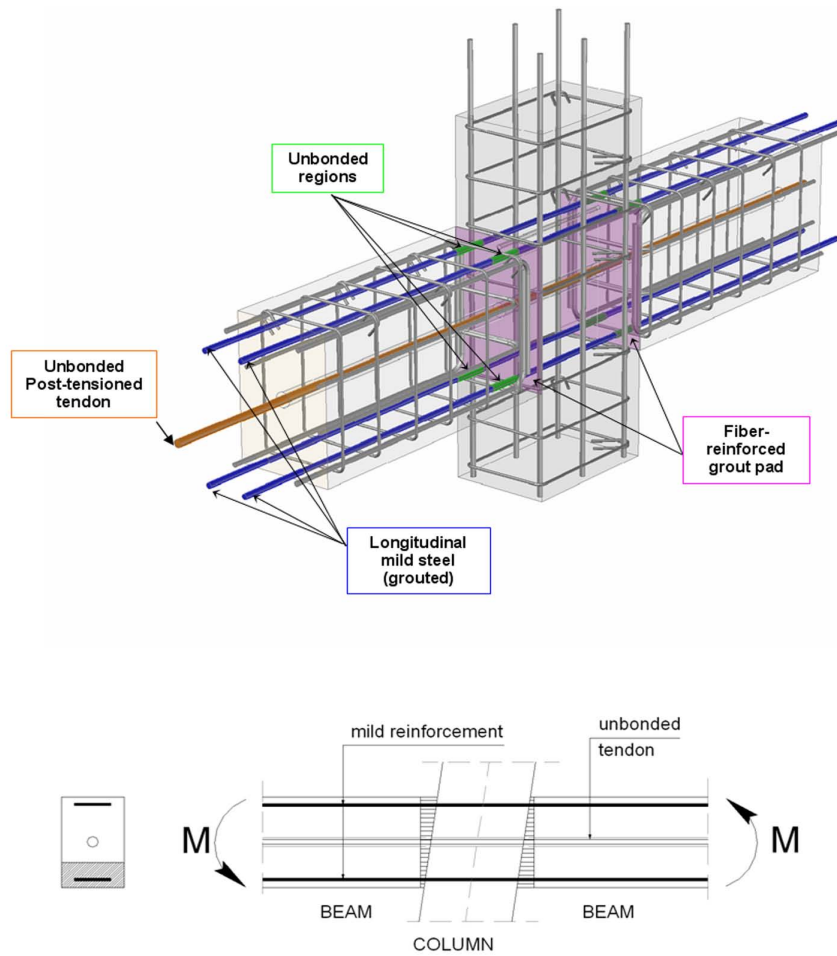 Unbonded
regions
Unbonded
Post-tensioned
tendon
Fiber-
reinforced
grout pad
Longitudinal
mild steel
(grouted)
mild reinforcement
unbonded
tendon
M
M
BEAM
BEAM
COLUMN